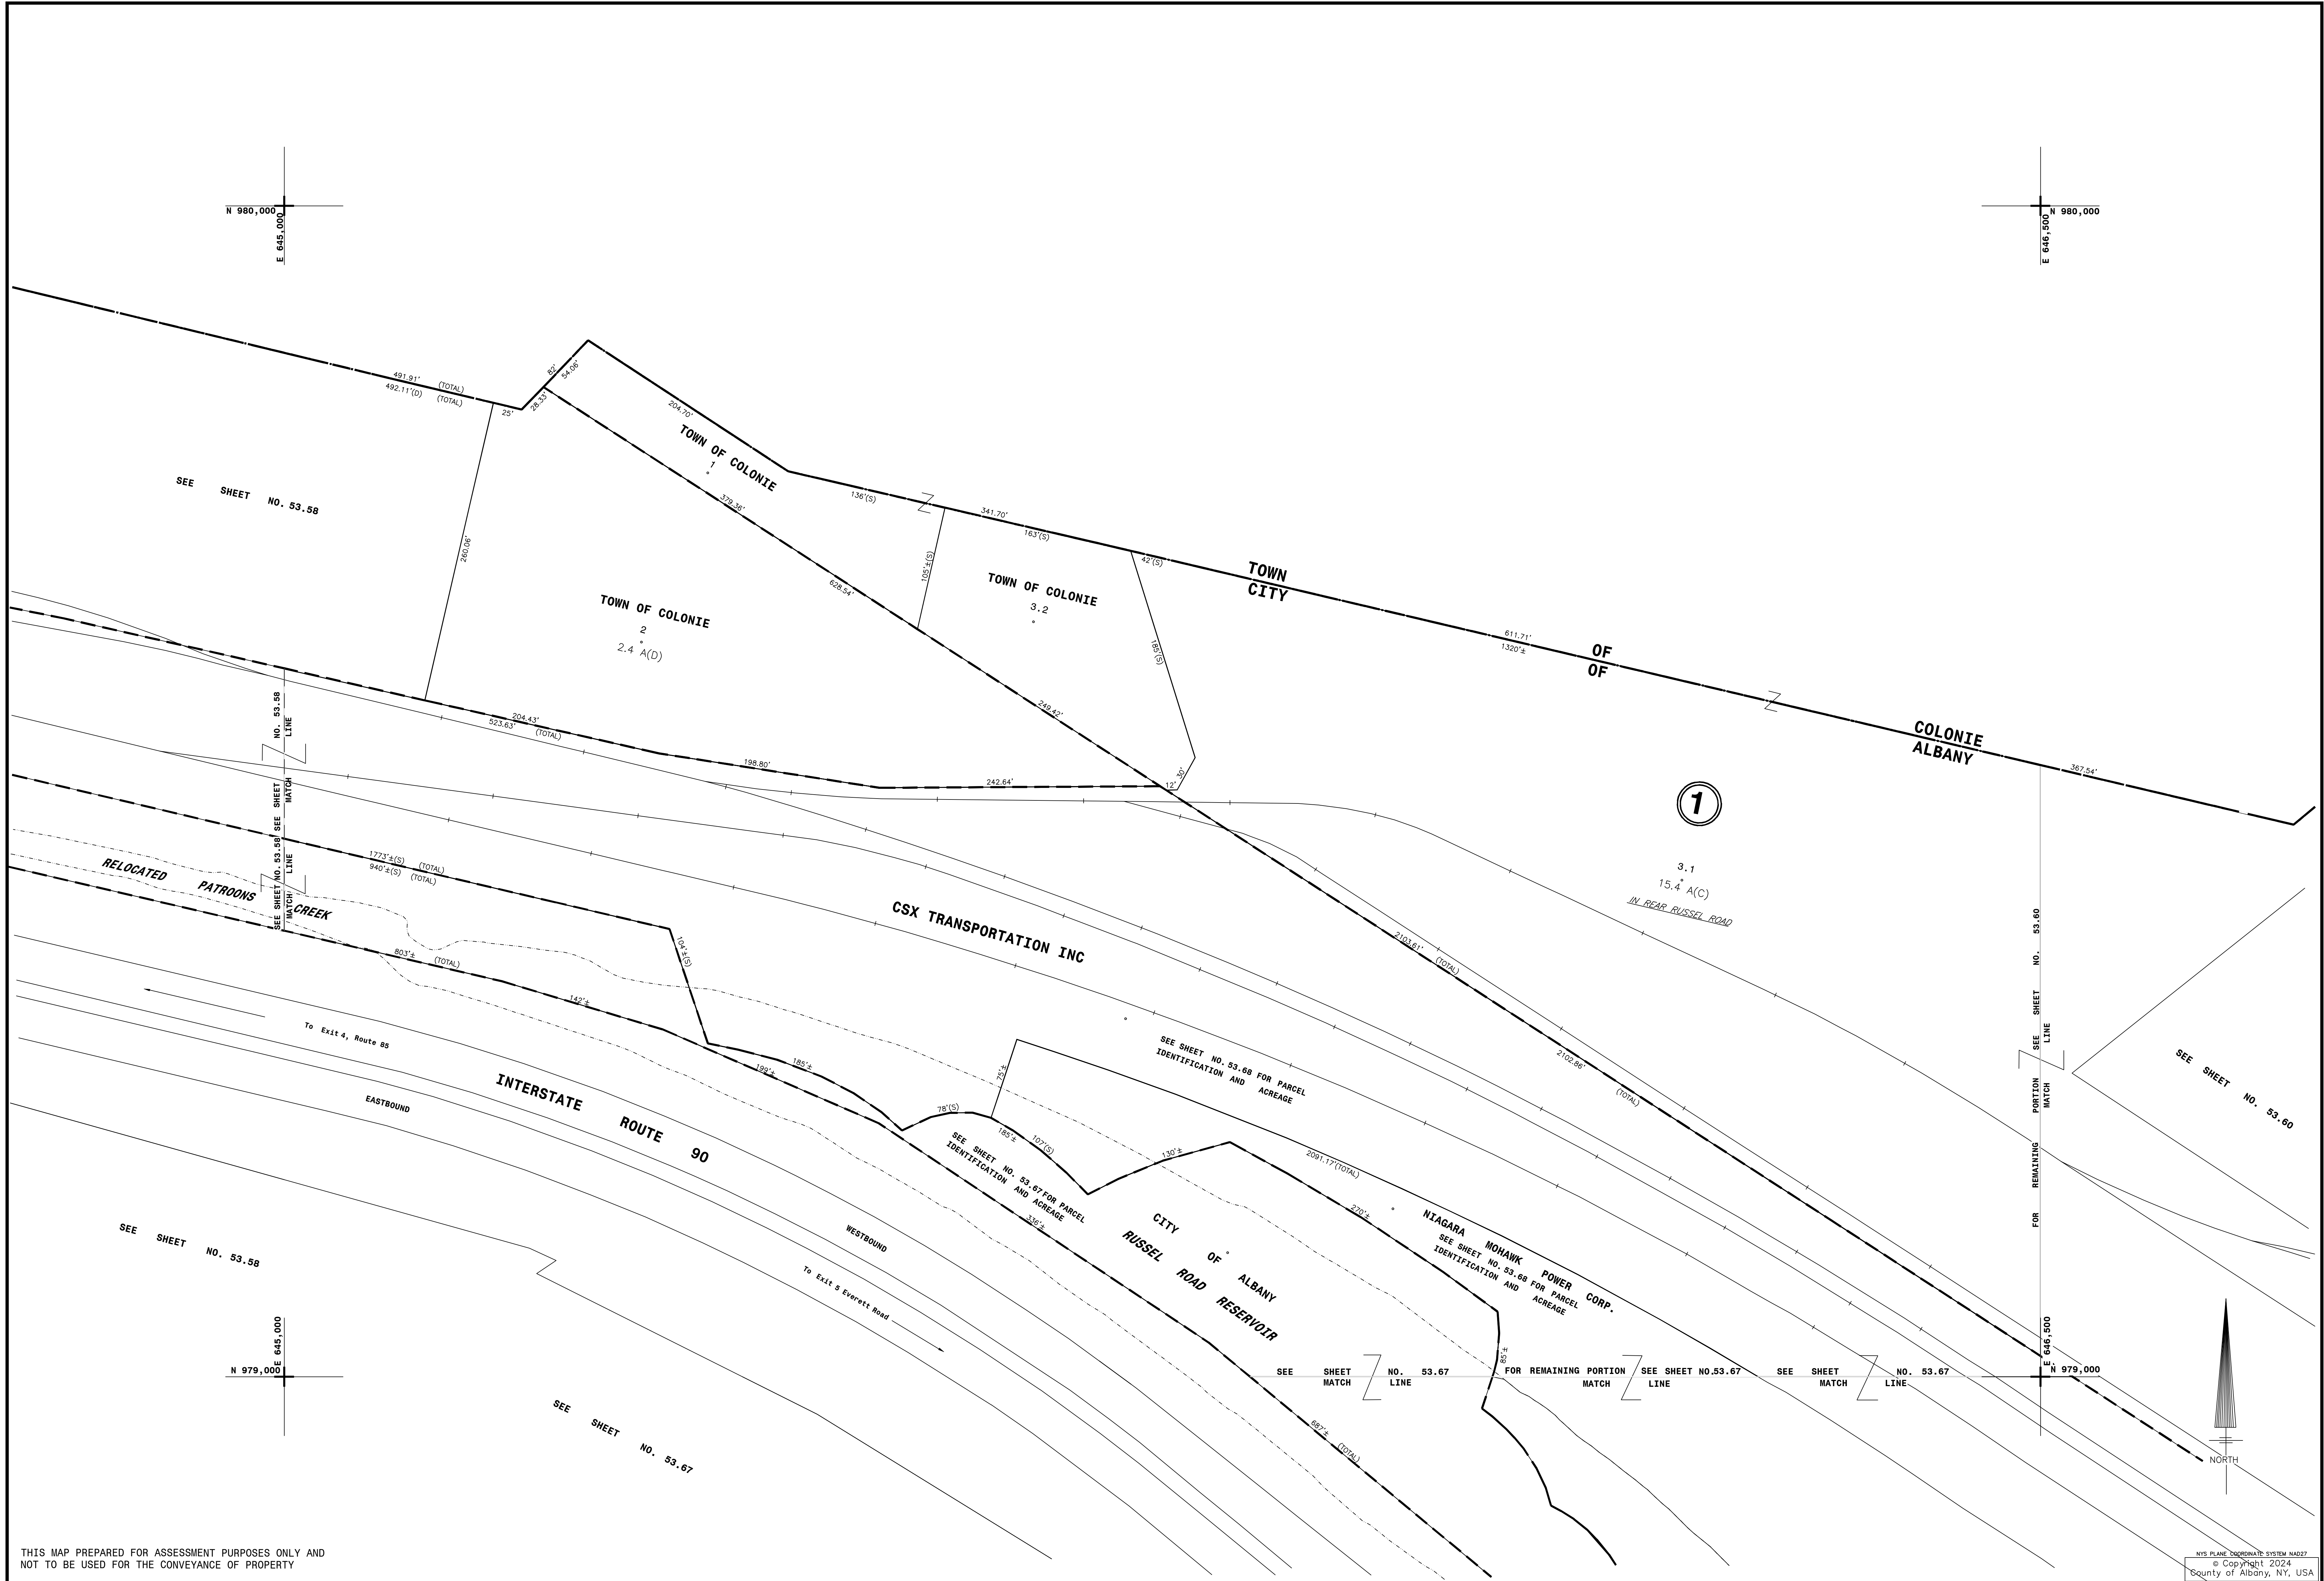 N 980,000
E 645,000
N 980,000
E 646,500
491.91' (TOTAL)
492.11'(D) (TOTAL)
25'
82'
54.06'
28.33'
204.70'
TOWN OF COLONIE
1
379.36'
136'(S)
341.70'
163'(S)
42'(S)
SEE SHEET NO. 53.58
260.06'
628.54'
105'±(S)
TOWN OF COLONIE
3.2
TOWN
CITY
TOWN OF COLONIE
2
2.4 A(D)
185'(S)
611.71'
1320'±
OF
OF
249.42'
30'
12'
204.43'
523.63' (TOTAL)
198.80'
242.64'
COLONIE
ALBANY
367.54'
1
3.1
15.4 A(C)
IN REAR RUSSEL ROAD
SEE SHEET NO. 53.58
MATCH LINE
SEE SHEET NO. 53.58
MATCH LINE
1773'±(S) (TOTAL)
940'±(S) (TOTAL)
RELOCATED PATROONS CREEK
803'± (TOTAL)
104'±(S)
142'±
CSX TRANSPORTATION INC
2103.61'
(TOTAL)
2102.86'
(TOTAL)
FOR REMAINING PORTION SEE SHEET NO. 53.60
MATCH LINE
SEE SHEET NO. 53.60
To Exit 4, Route 85
199'±
185'±
SEE SHEET NO. 53.68 FOR PARCEL
IDENTIFICATION AND ACREAGE
75'±
78'(S)
185'±
107'(S)
130'±
2091.17'(TOTAL)
INTERSTATE ROUTE 90
EASTBOUND
WESTBOUND
SEE SHEET NO. 53.67 FOR PARCEL
IDENTIFICATION AND ACREAGE
336'±
CITY OF ALBANY
RUSSEL ROAD RESERVOIR
270'±
NIAGARA MOHAWK POWER CORP.
SEE SHEET NO. 53.68 FOR PARCEL
IDENTIFICATION AND ACREAGE
To Exit 5 Everett Road
SEE SHEET NO. 53.58
85'±
SEE SHEET NO. 53.67
MATCH LINE
FOR REMAINING PORTION SEE SHEET NO.53.67
MATCH LINE
SEE SHEET NO. 53.67
MATCH LINE
E 645,000
N 979,000
E 646,500
N 979,000
SEE SHEET NO. 53.67
687'± (TOTAL)
NORTH
THIS MAP PREPARED FOR ASSESSMENT PURPOSES ONLY AND
NOT TO BE USED FOR THE CONVEYANCE OF PROPERTY
NYS PLANE COORDINATE SYSTEM NAD27
© Copyright 2024
County of Albany, NY, USA